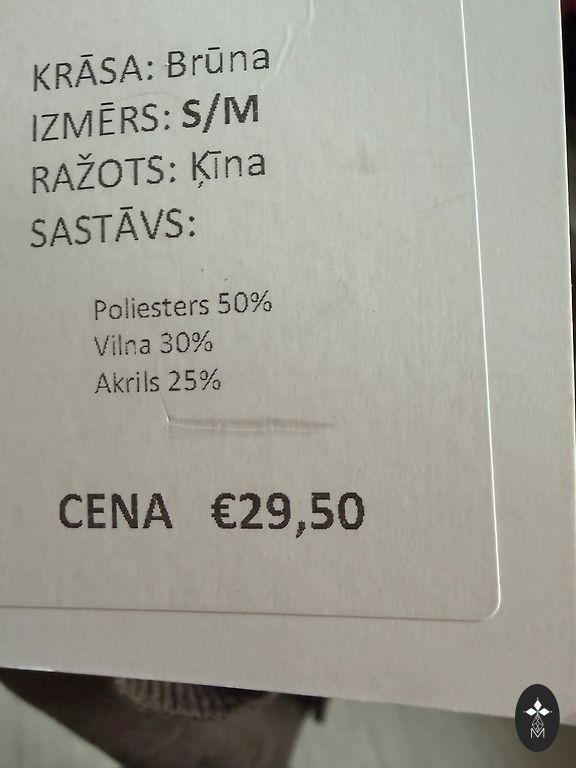 KRĀSA: Brūna
IZMĒRS: S/M
RAŽOTS: Ķīna
SASTĀVS:
Poliesters 50%
Vilna 30%
Akrils 25%
CENA €29,50